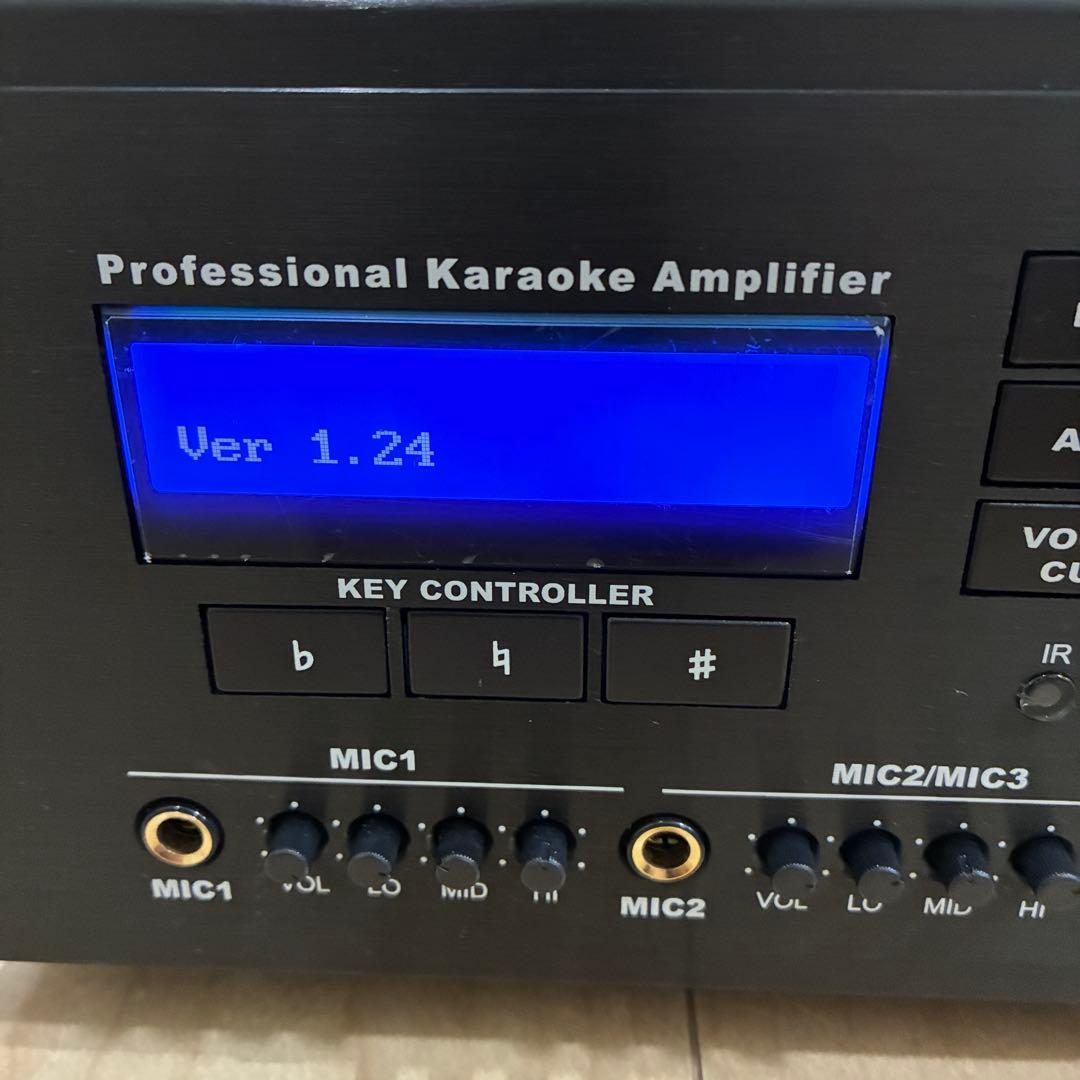 Professional Karaoke Amplifier
Ver 1.24
KEY CONTROLLER
♭ ♮ ♯
IR
MIC1
MIC2/MIC3
MIC1 VOL LO MID HI
MIC2 VOL LO MID HI